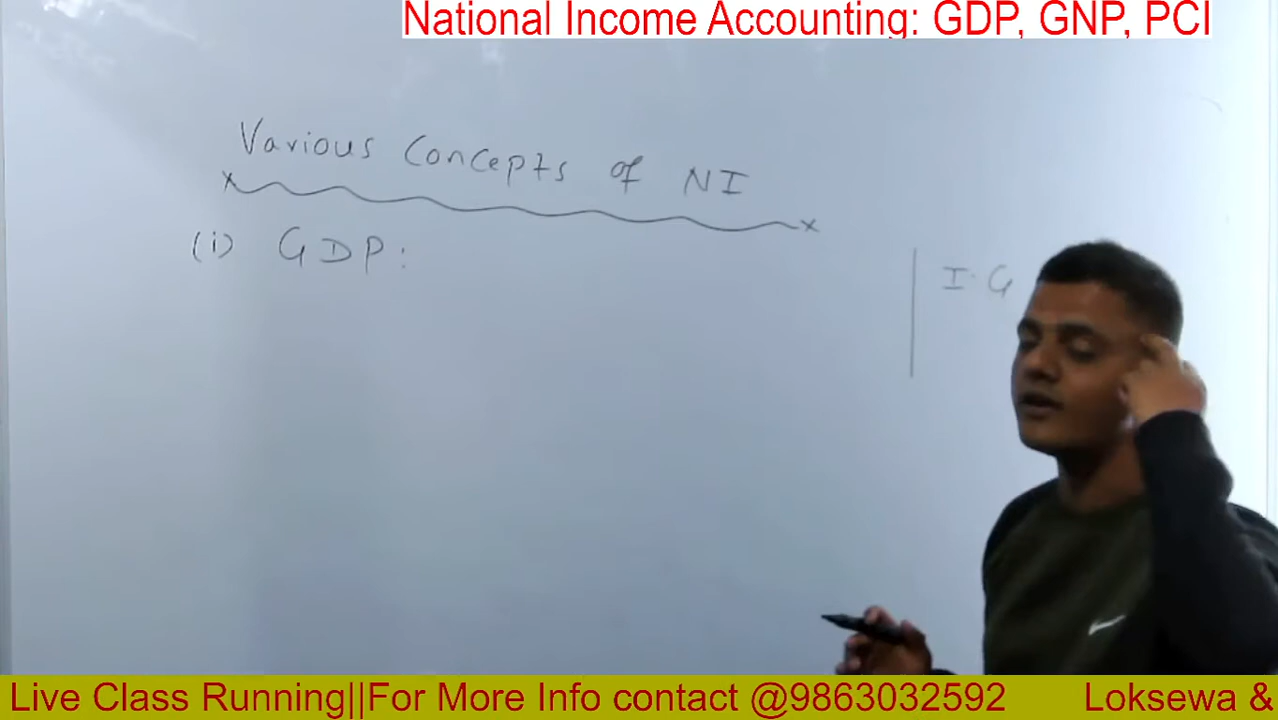 National Income Accounting: GDP, GNP, PCI
Various Concepts of NI
(i) GDP:
I. G
Live Class Running||For More Info contact @9863032592 Loksewa &